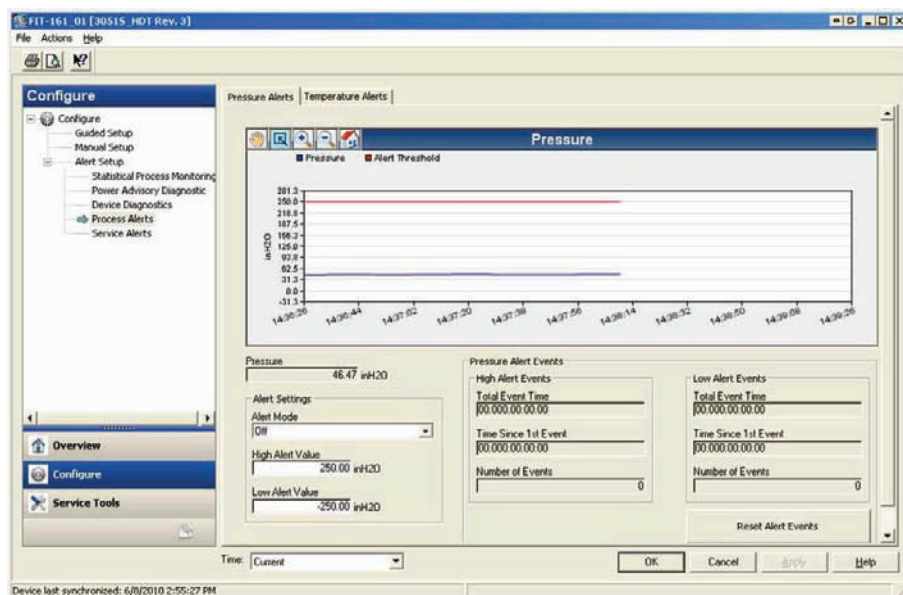 FIT-161_01 [3051S_HDT Rev. 3]
File Actions Help
Configure
Configure
Guided Setup
Manual Setup
Alert Setup
Statistical Process Monitoring
Power Advisory Diagnostic
Device Diagnostics
Process Alerts
Service Alerts
Overview
Configure
Service Tools
Pressure Alerts Temperature Alerts
Pressure
Pressure Alert Threshold
inH2O
281.3
250.0
218.8
187.5
156.2
125.0
93.8
62.5
31.3
0.0
-31.3
14:36:26 14:36:44 14:37:02 14:37:20 14:37:38 14:37:56 14:38:14 14:38:32 14:38:50 14:39:08 14:39:26
Pressure
46.47 inH2O
Alert Settings
Alert Mode
Off
High Alert Value
250.00 inH2O
Low Alert Value
-250.00 inH2O
Pressure Alert Events
High Alert Events
Total Event Time
00.000.00:00:00
Time Since 1st Event
00.000.00:00:00
Number of Events
0
Low Alert Events
Total Event Time
00.000.00:00:00
Time Since 1st Event
00.000.00:00:00
Number of Events
0
Reset Alert Events
Time: Current
OK Cancel Apply Help
Device last synchronized: 6/8/2010 2:55:27 PM